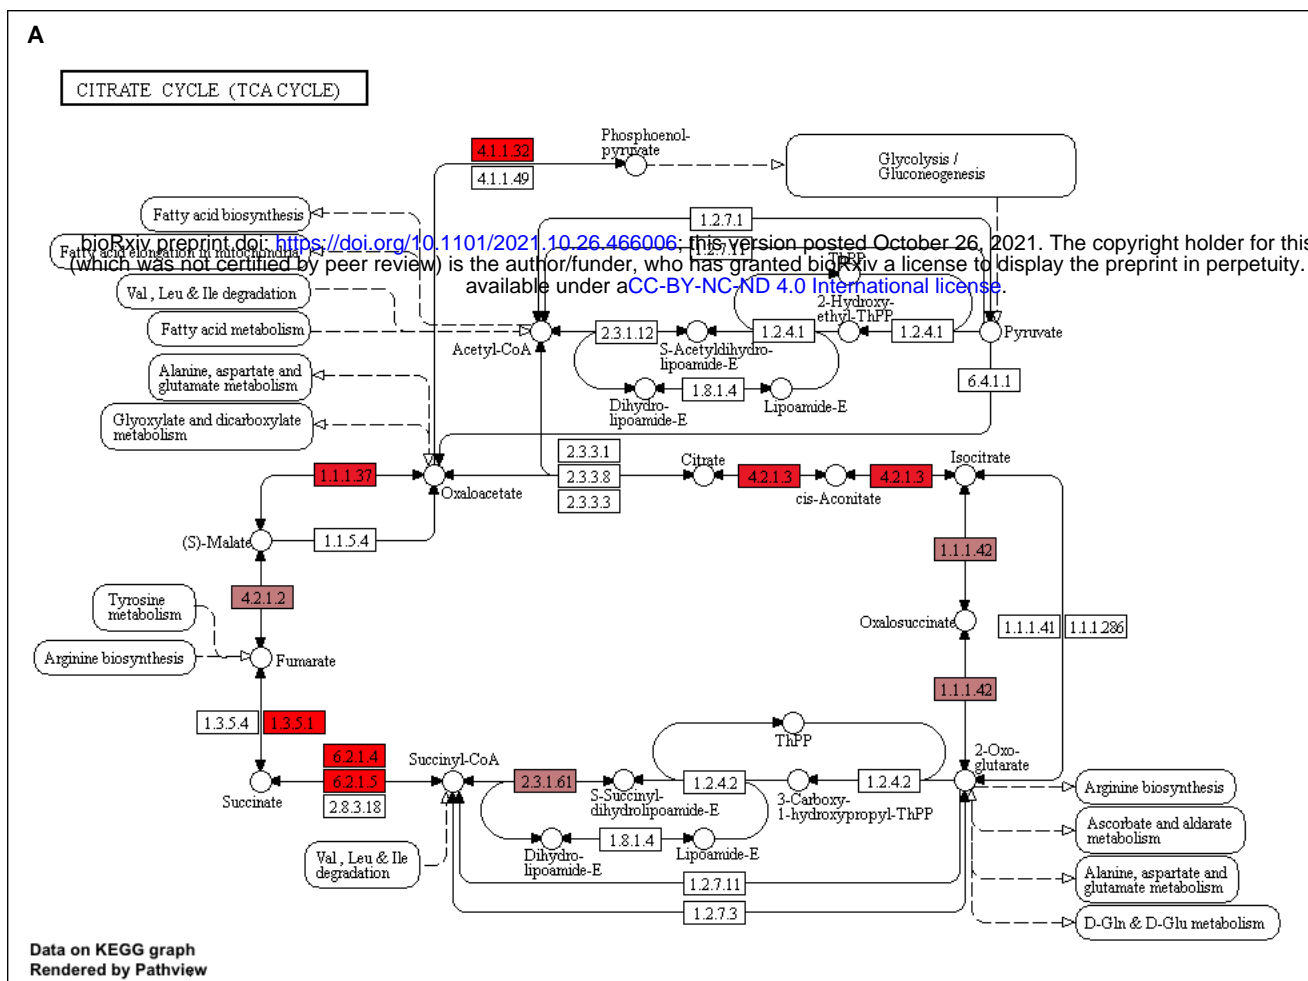 A
CITRATE CYCLE (TCA CYCLE)
Phosphoenol-
pyruvate
4.1.1.32
4.1.1.49
Glycolysis /
Gluconeogenesis
Fatty acid biosynthesis
1.2.7.1
Fatty acid elongation in mitochondria
1.2.7.11
bioRxiv preprint doi: https://doi.org/10.1101/2021.10.26.466006; this version posted October 26, 2021. The copyright holder for this
(which was not certified by peer review) is the author/funder, who has granted bioRxiv a license to display the preprint in perpetuity.
available under aCC-BY-NC-ND 4.0 International license.
ThPP
Val, Leu & Ile degradation
2-Hydroxy-
ethyl-ThPP
Fatty acid metabolism
Acetyl-CoA
2.3.1.12
S-Acetyldihydro-
lipoamide-E
1.2.4.1
1.2.4.1
Pyruvate
Alanine, aspartate and
glutamate metabolism
Dihydro-
lipoamide-E
1.8.1.4
Lipoamide-E
6.4.1.1
Glyoxylate and dicarboxylate
metabolism
1.1.1.37
Oxaloacetate
2.3.3.1
2.3.3.8
2.3.3.3
Citrate
4.2.1.3
cis-Aconitate
4.2.1.3
Isocitrate
(S)-Malate
1.1.5.4
1.1.1.42
4.2.1.2
Tyrosine
metabolism
Oxalosuccinate
1.1.1.41
1.1.1.286
Arginine biosynthesis
Fumarate
1.1.1.42
1.3.5.4
1.3.5.1
ThPP
6.2.1.4
6.2.1.5
2.8.3.18
Succinate
Succinyl-CoA
2.3.1.61
S-Succinyl-
dihydrolipoamide-E
1.2.4.2
3-Carboxy-
1-hydroxypropyl-ThPP
1.2.4.2
2-Oxo-
glutarate
Arginine biosynthesis
Ascorbate and aldarate
metabolism
Val, Leu & Ile
degradation
Dihydro-
lipoamide-E
1.8.1.4
Lipoamide-E
Alanine, aspartate and
glutamate metabolism
1.2.7.11
1.2.7.3
D-Gln & D-Glu metabolism
Data on KEGG graph
Rendered by Pathview